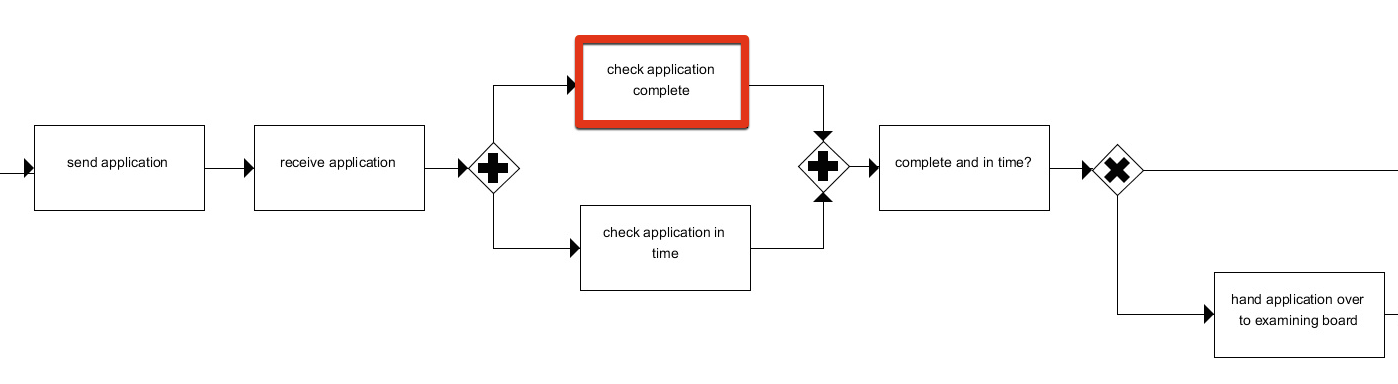 send application
receive application
check application
complete
check application in
time
complete and in time?
hand application over
to examining board